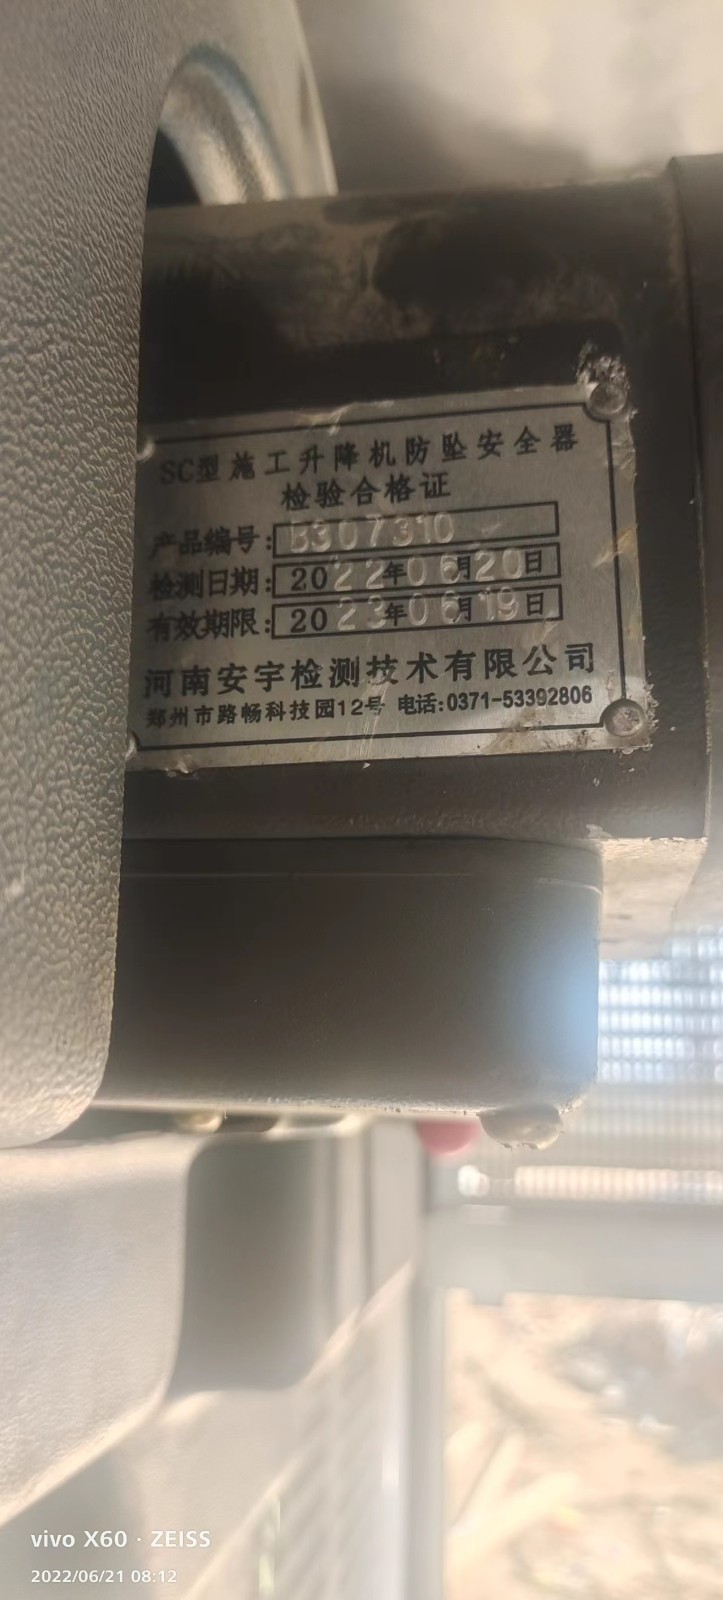 SC型施工升降机防坠安全器
检验合格证
产品编号: B307310
检测日期: 2022年06月20日
有效期限: 2023年06月19日
河南安宇检测技术有限公司
郑州市路畅科技园12号 电话:0371-53392806
vivo X60 · ZEISS
2022/06/21 08:12